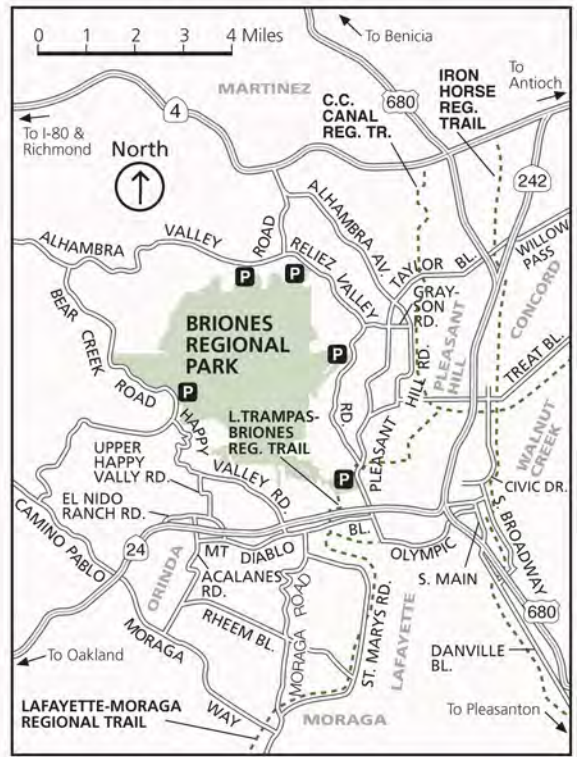 0 1 2 3 4 Miles
To Benicia
To
Antioch
MARTINEZ
680
IRON
HORSE
REG.
TRAIL
C.C.
CANAL
REG. TR.
4
To I-80 &
Richmond
North
242
ALHAMBRA VALLEY ROAD
ALHAMBRA AV.
RELIEZ VALLEY RD.
TAYLOR BL.
WILLOW
PASS
GRAY-
SON
RD.
CONCORD
BEAR CREEK ROAD
P
P
P
P
P
BRIONES
REGIONAL
PARK
PLEASANT
HILL
PLEASANT HILL RD.
TREAT BL.
L.TRAMPAS-
BRIONES
REG. TRAIL
HAPPY VALLEY RD.
UPPER
HAPPY
VALLY RD.
WALNUT
CREEK
CIVIC DR.
EL NIDO
RANCH RD.
CAMINO PABLO
24
MT DIABLO BL.
OLYMPIC
S. BROADWAY
S. MAIN
ORINDA
ACALANES
RD.
RHEEM BL.
MORAGA ROAD
ST. MARYS RD.
LAFAYETTE
680
DANVILLE
BL.
To Oakland
MORAGA WAY
LAFAYETTE-MORAGA
REGIONAL TRAIL
MORAGA
To Pleasanton